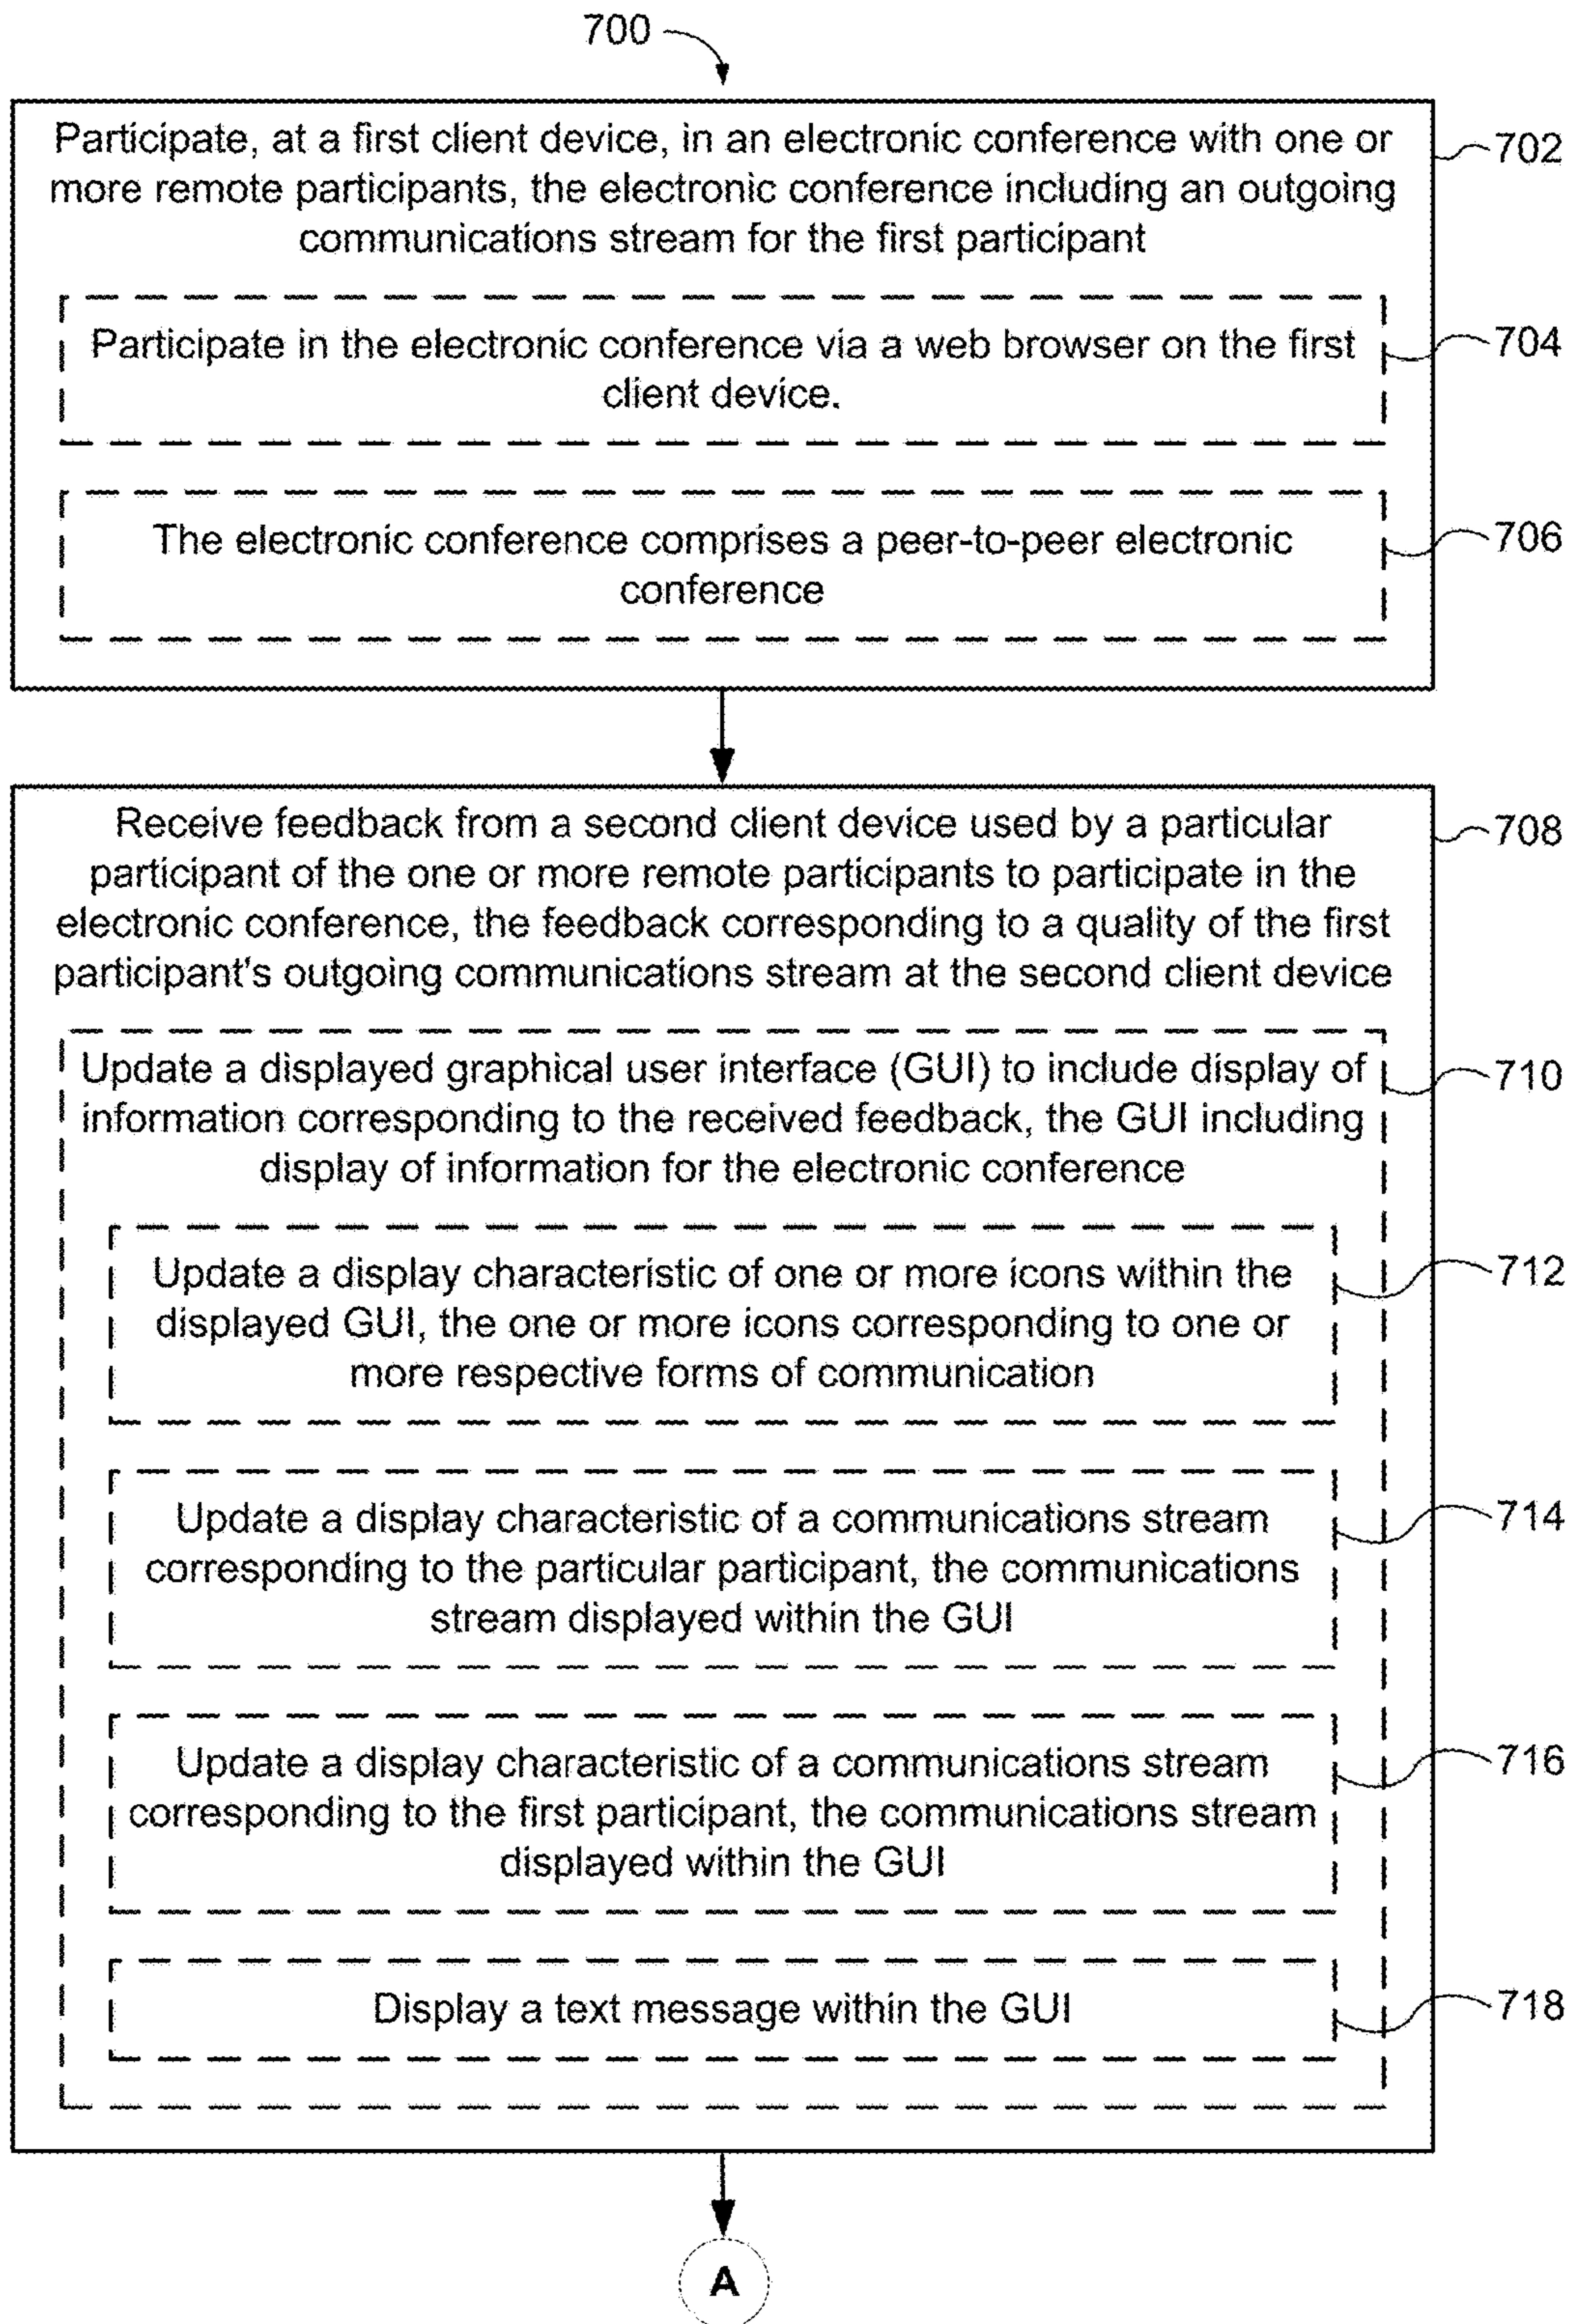 700
Participate, at a first client device, in an electronic conference with one or
more remote participants, the electronic conference including an outgoing
communications stream for the first participant
702
Participate in the electronic conference via a web browser on the first
client device.
704
The electronic conference comprises a peer-to-peer electronic
conference
706
Receive feedback from a second client device used by a particular
participant of the one or more remote participants to participate in the
electronic conference, the feedback corresponding to a quality of the first
participant's outgoing communications stream at the second client device
708
Update a displayed graphical user interface (GUI) to include display of
information corresponding to the received feedback, the GUI including
display of information for the electronic conference
710
Update a display characteristic of one or more icons within the
displayed GUI, the one or more icons corresponding to one or
more respective forms of communication
712
Update a display characteristic of a communications stream
corresponding to the particular participant, the communications
stream displayed within the GUI
714
Update a display characteristic of a communications stream
corresponding to the first participant, the communications stream
displayed within the GUI
716
Display a text message within the GUI
718
A